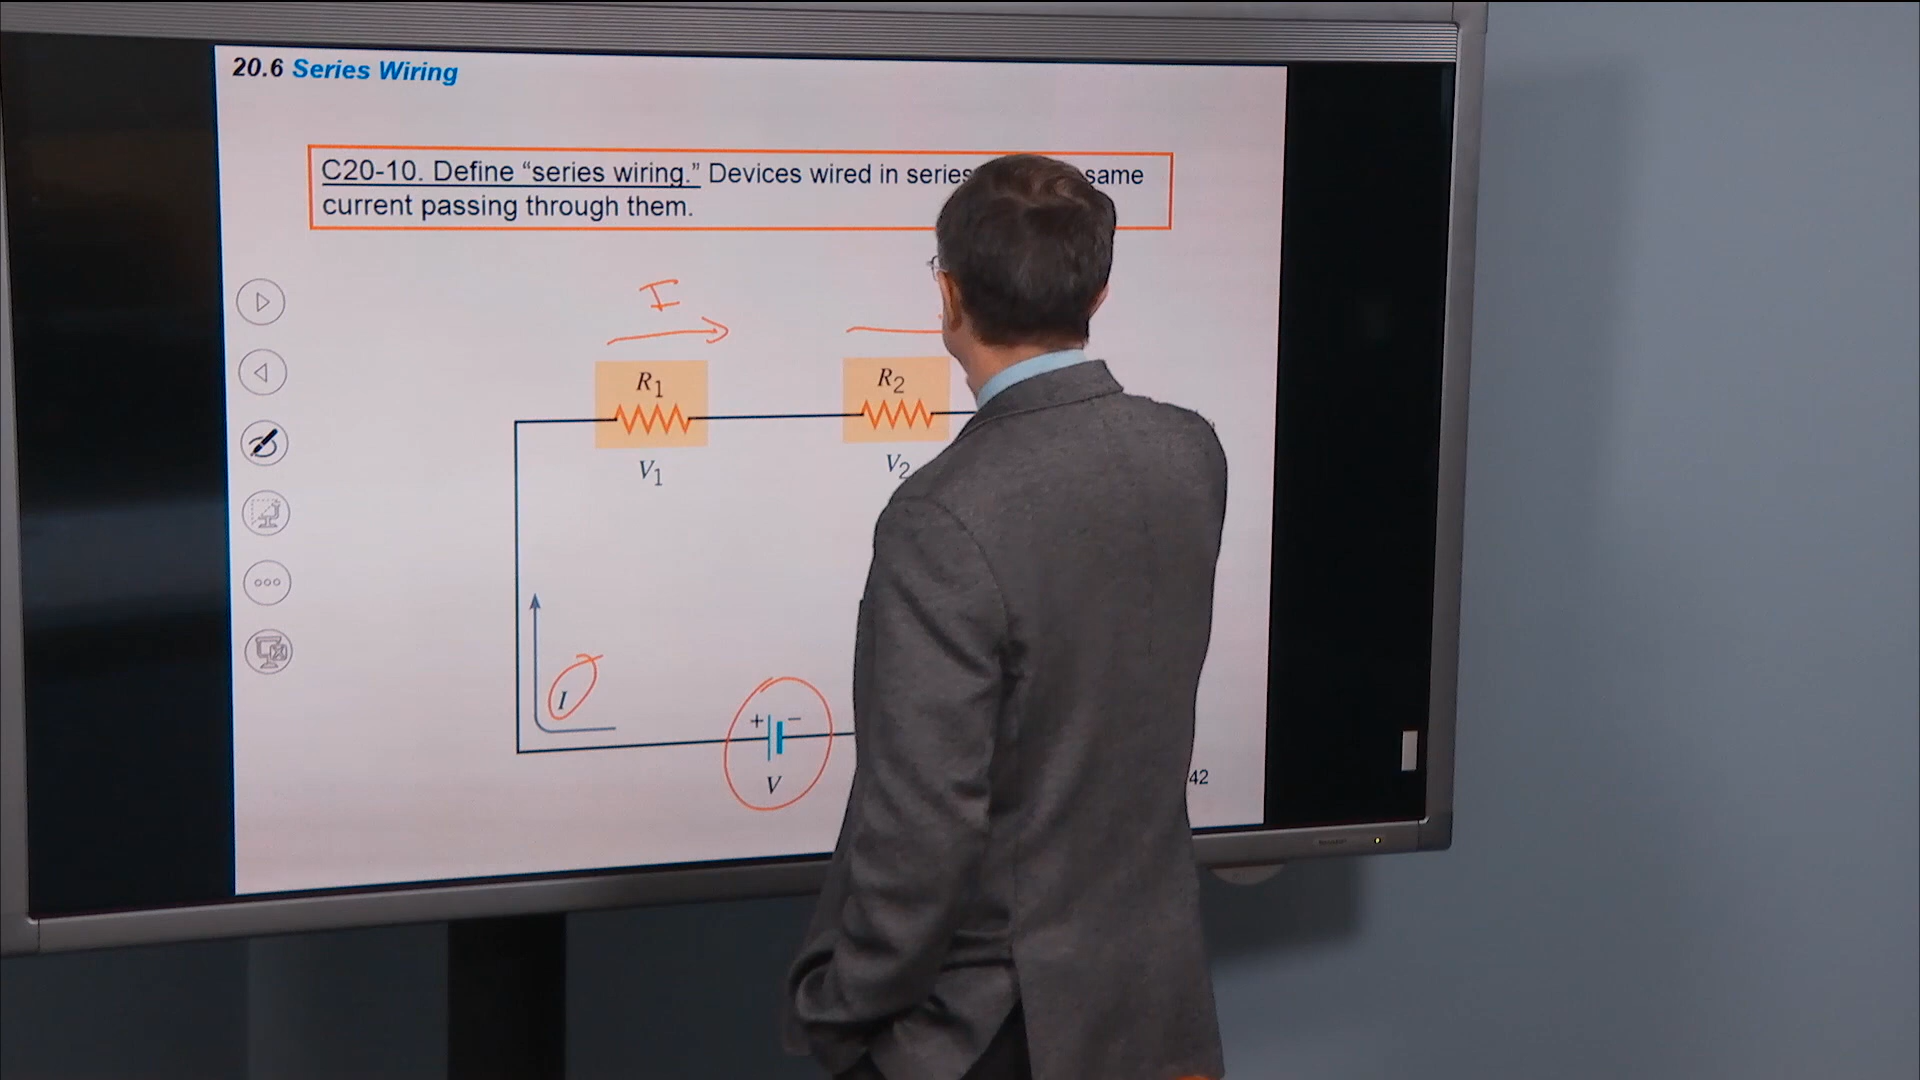 20.6 Series Wiring
C20-10. Define “series wiring.” Devices wired in series same
current passing through them.
I
R1
R2
V1
V2
I
+ −
V
42